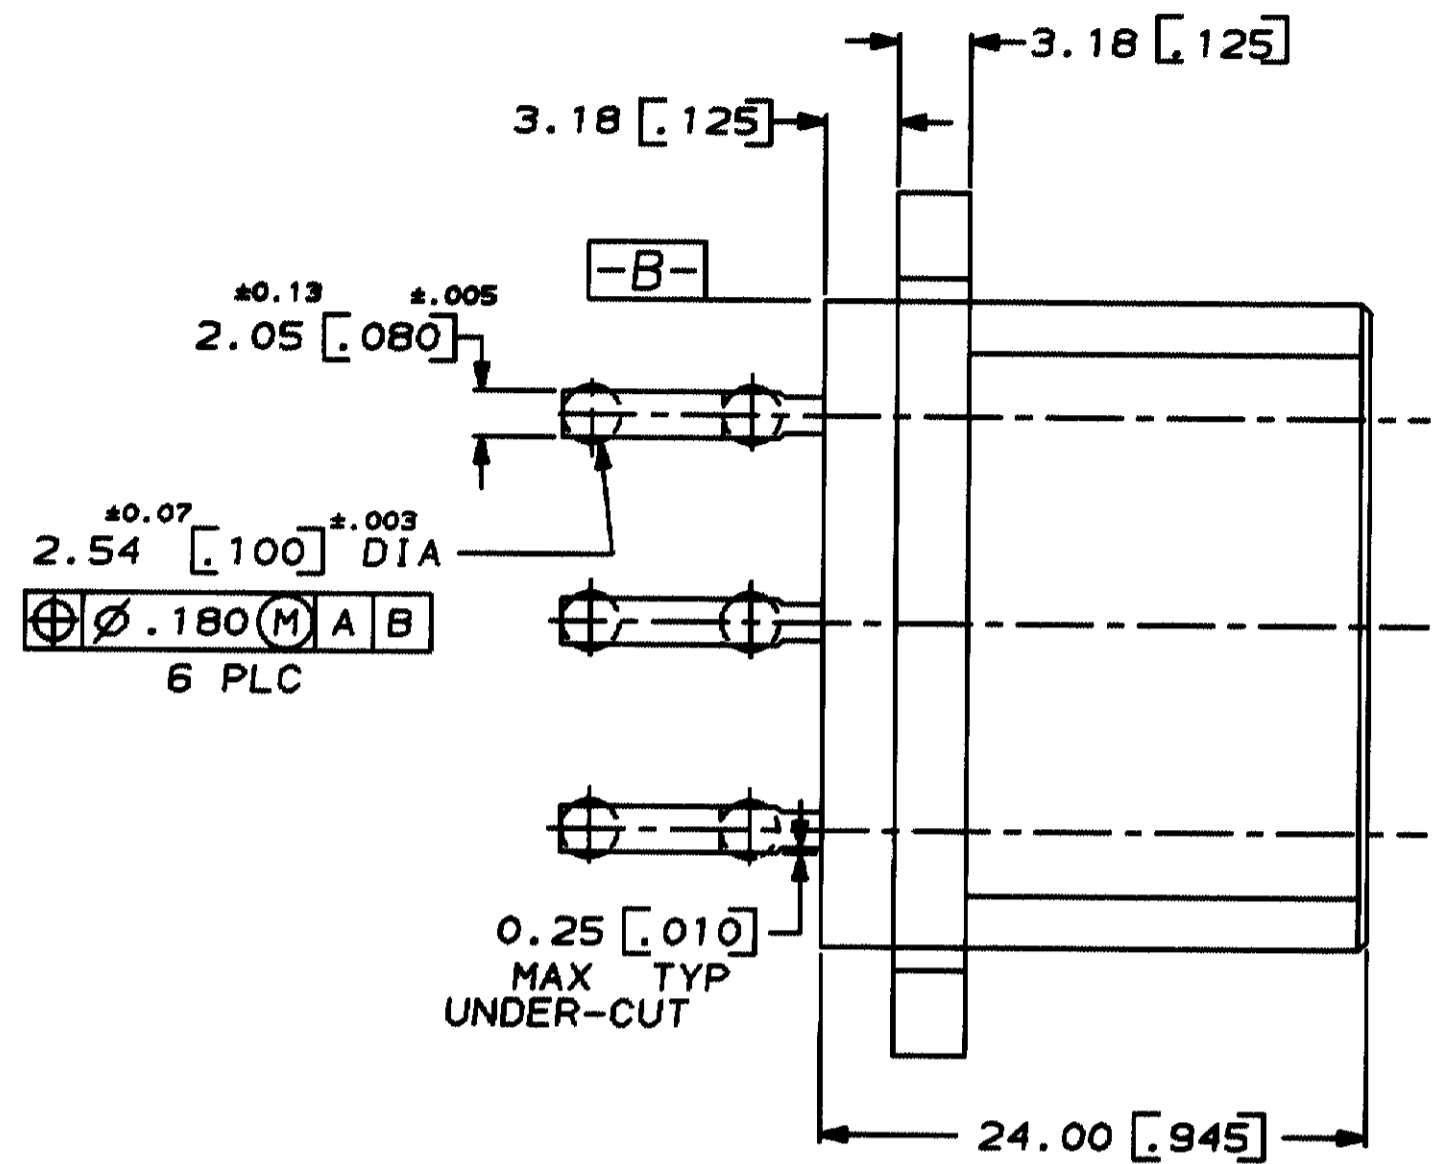 3.18 [.125]
3.18 [.125]
-B-
±0.13 ±.005
2.05 [.080]
±0.07 ±.003
2.54 [.100] DIA
⌖ Ø.180 Ⓜ A B
6 PLC
0.25 [.010]
MAX TYP
UNDER-CUT
24.00 [.945]